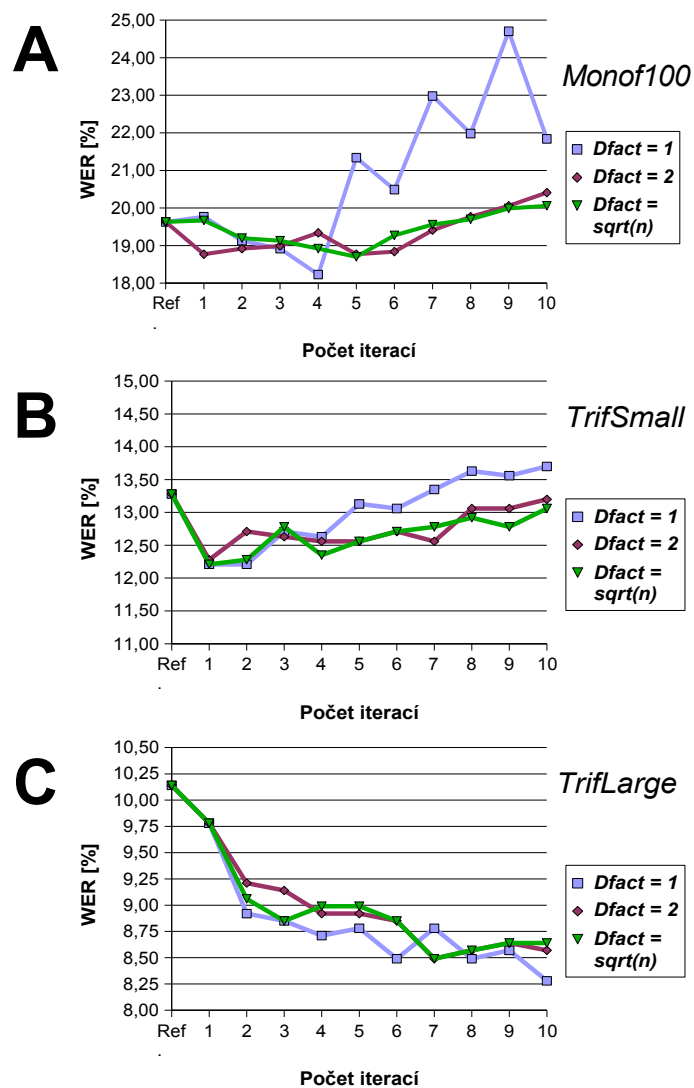 A
Monof100
WER [%]
25,00
24,00
23,00
22,00
21,00
20,00
19,00
18,00
Ref
.
1 2 3 4 5 6 7 8 9 10
Počet iterací
Dfact = 1
Dfact = 2
Dfact =
sqrt(n)
B
TrifSmall
WER [%]
15,00
14,50
14,00
13,50
13,00
12,50
12,00
11,50
11,00
Ref
.
1 2 3 4 5 6 7 8 9 10
Počet iterací
Dfact = 1
Dfact = 2
Dfact =
sqrt(n)
C
TrifLarge
WER [%]
10,50
10,25
10,00
9,75
9,50
9,25
9,00
8,75
8,50
8,25
8,00
Ref
.
1 2 3 4 5 6 7 8 9 10
Počet iterací
Dfact = 1
Dfact = 2
Dfact =
sqrt(n)